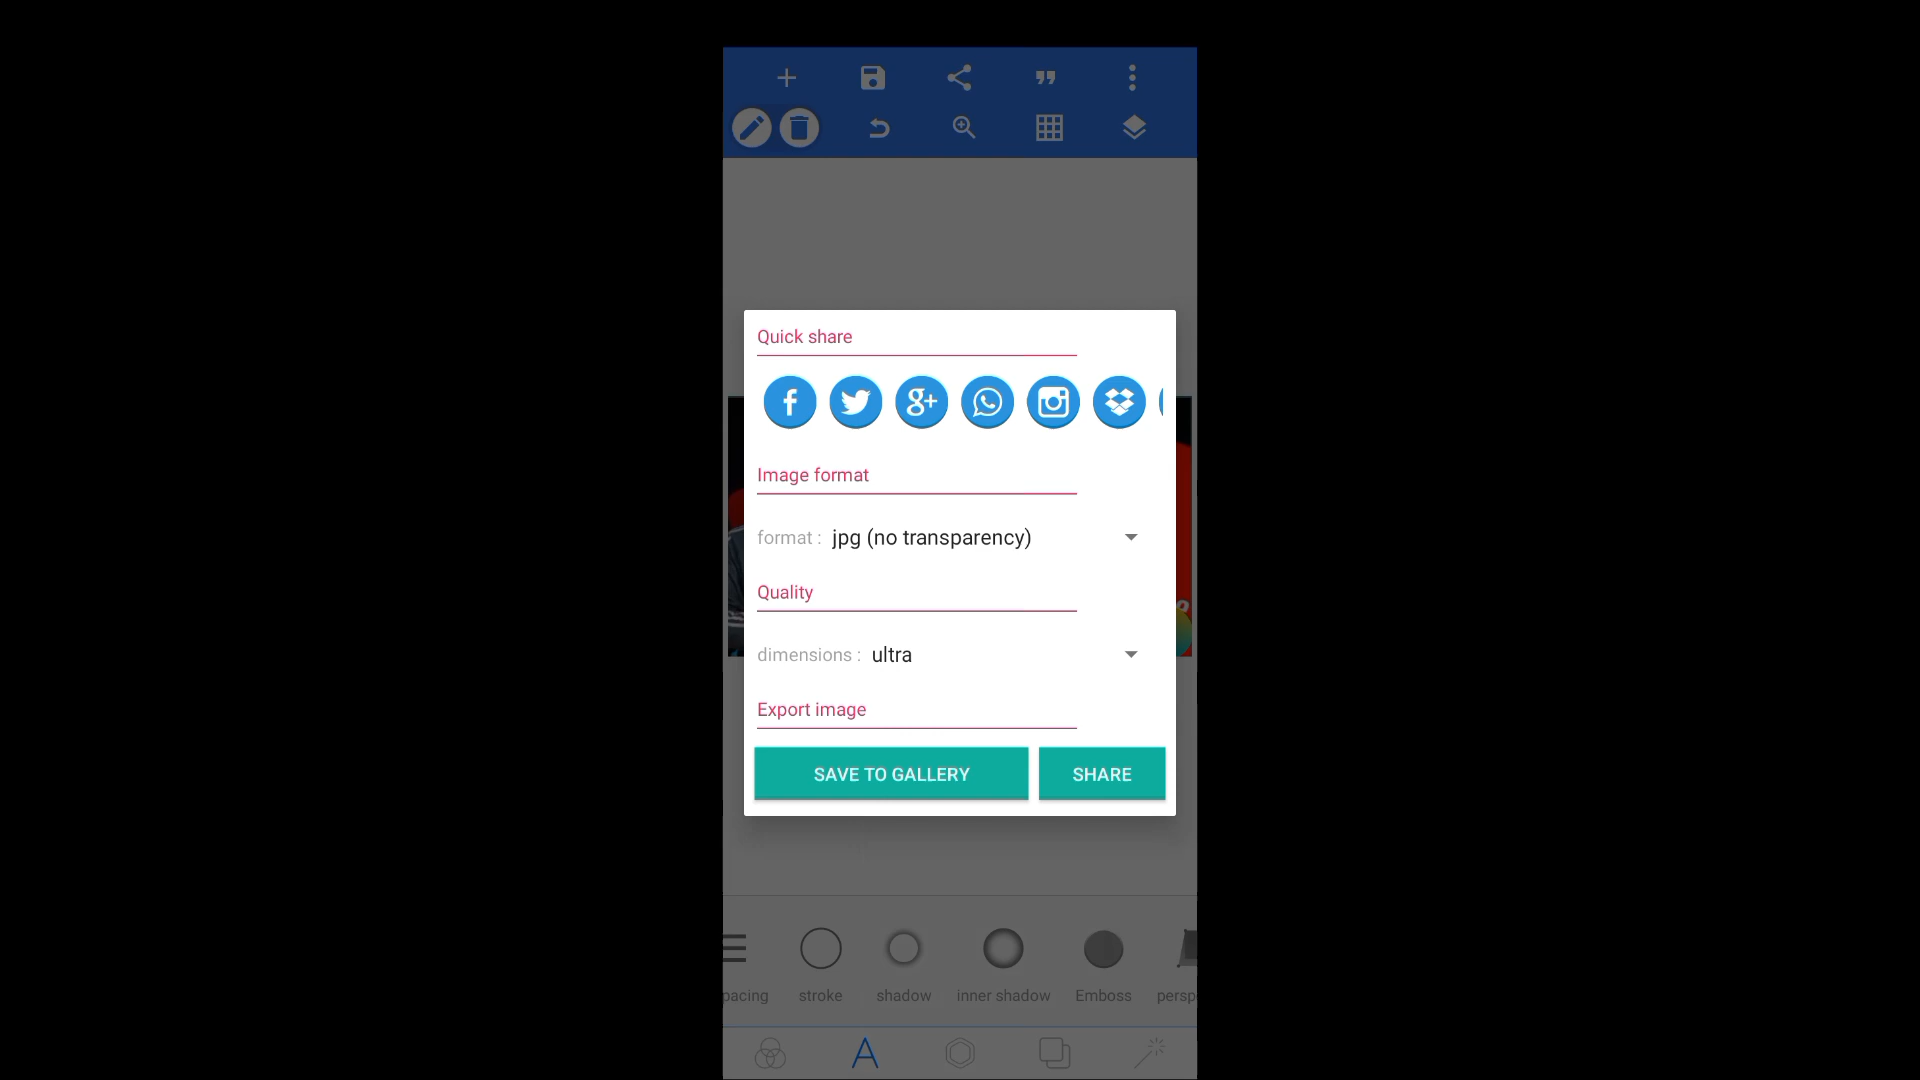 Quick share
Image format
format : jpg (no transparency)
Quality
dimensions : ultra
Export image
SAVE TO GALLERY SHARE
pacing stroke shadow inner shadow Emboss persp